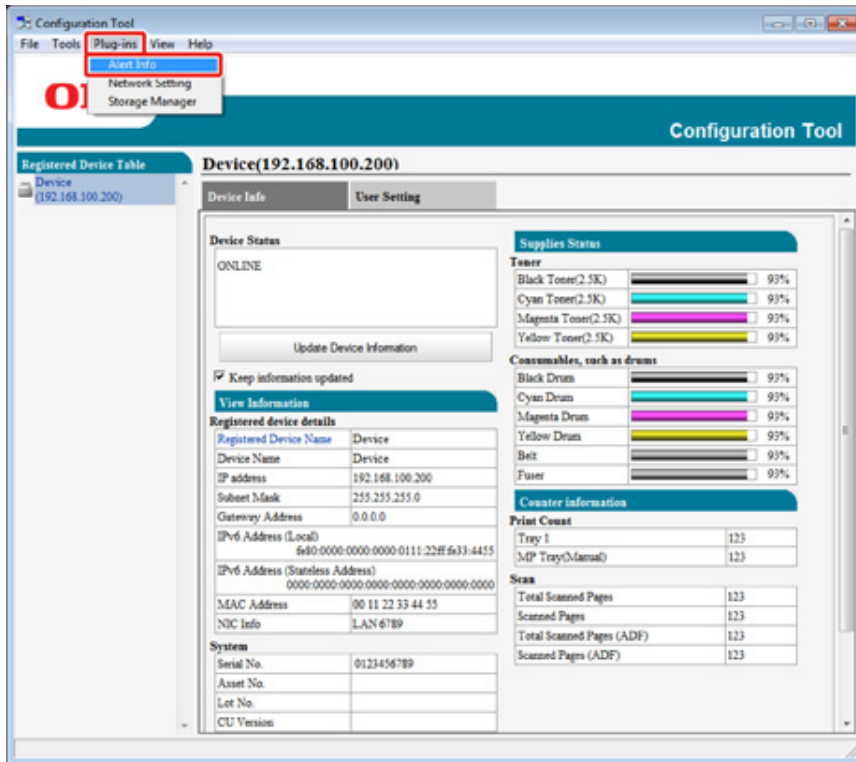 Configuration Tool
File Tools Plug-ins View Help
Alert Info
Network Setting
Storage Manager
Configuration Tool
Registered Device Table
Device
(192.168.100.200)
Device(192.168.100.200)
Device Info User Setting
Device Status
ONLINE
Update Device Information
Keep information updated
View Information
Registered device details
Registered Device Name Device
Device Name Device
IP address 192.168.100.200
Subnet Mask 255.255.255.0
Gateway Address 0.0.0.0
IPv6 Address (Local)
fe80:0000:0000:0000:0111:22ff:fe33:4455
IPv6 Address (Stateless Address)
0000:0000:0000:0000:0000:0000:0000:0000
MAC Address 00 11 22 33 44 55
NIC Info LAN 6789
System
Serial No. 0123456789
Asset No.
Lot No.
CU Version
Supplies Status
Toner
Black Toner(2.5K) 93%
Cyan Toner(2.5K) 93%
Magenta Toner(2.5K) 93%
Yellow Toner(2.5K) 93%
Consumables, such as drums
Black Drum 93%
Cyan Drum 93%
Magenta Drum 93%
Yellow Drum 93%
Belt 93%
Fuser 93%
Counter information
Print Count
Tray 1 123
MP Tray(Manual) 123
Scan
Total Scanned Pages 123
Scanned Pages 123
Total Scanned Pages (ADF) 123
Scanned Pages (ADF) 123